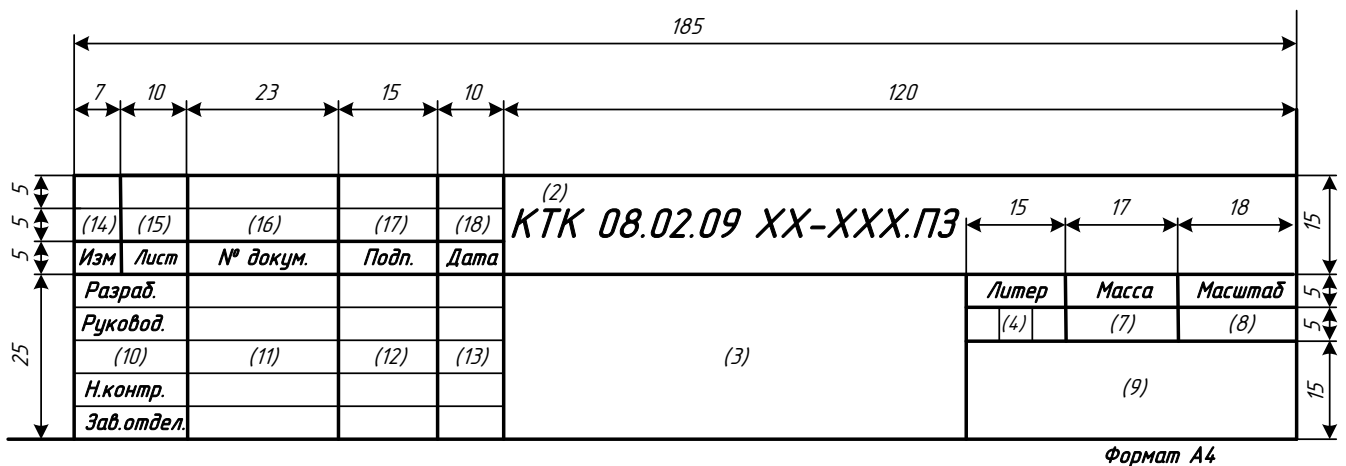 185
7 10 23 15 10 120
5
(2)
5 (14) (15) (16) (17) (18) КТК 08.02.09 ХХ-ХХХ.ПЗ 15 17 18 15
5 Изм Лист № докум. Подп. Дата
Разраб. Литер Масса Масштаб 5
Руковод. (4) (7) (8) 5
25 (10) (11) (12) (13) (3)
Н.контр. (9) 15
Зав.отдел.
Формат А4